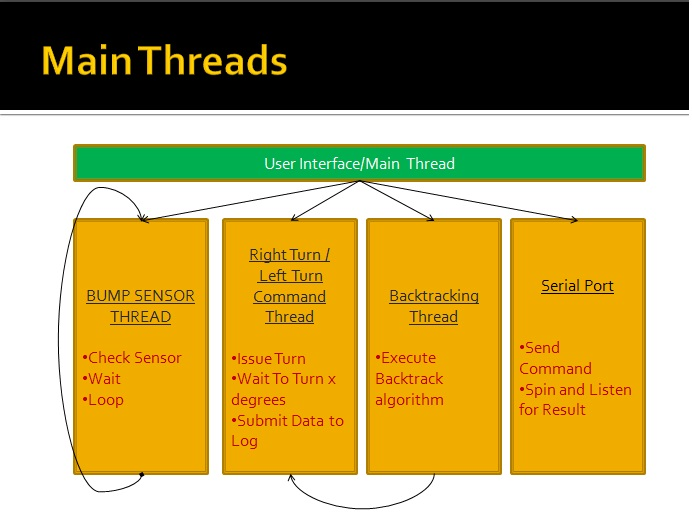 Main Threads
User Interface/Main Thread
BUMP SENSOR
THREAD
•Check Sensor
•Wait
•Loop
Right Turn /
Left Turn
Command
Thread
•Issue Turn
•Wait To Turn x
degrees
•Submit Data to
Log
Backtracking
Thread
•Execute
Backtrack
algorithm
Serial Port
•Send
Command
•Spin and Listen
for Result